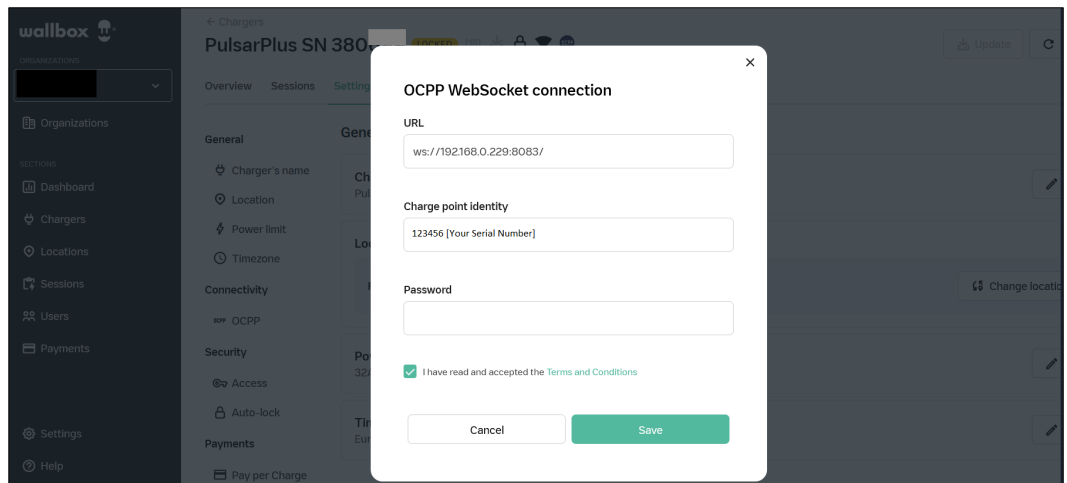 wallbox
ORGANIZATIONS
Organizations
SECTIONS
Dashboard
Chargers
Locations
Sessions
Users
Payments
Settings
Help
← Chargers
PulsarPlus SN 380
LOCKED
Update
Overview Sessions
General
Charger's name
Location
Power limit
Timezone
Connectivity
OCPP OCPP
Security
Access
Auto-lock
Payments
Pay per Charge
OCPP WebSocket connection
URL
ws://192.168.0.229:8083/
Charge point identity
123456 [Your Serial Number]
Password
I have read and accepted the Terms and Conditions
Cancel
Save
Change locatio